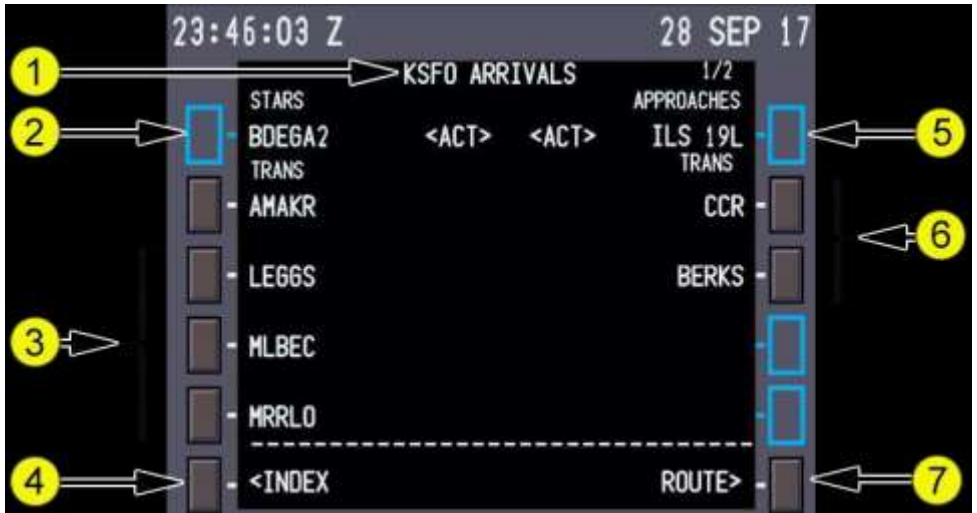 23:46:03 Z 28 SEP 17
1 KSFO ARRIVALS 1/2
STARS APPROACHES
2 BDEGA2 <ACT> <ACT> ILS 19L 5
TRANS TRANS
AMAKR CCR
6
LEGGS BERKS
3 MLBEC
MRRLO
4 <INDEX ROUTE> 7